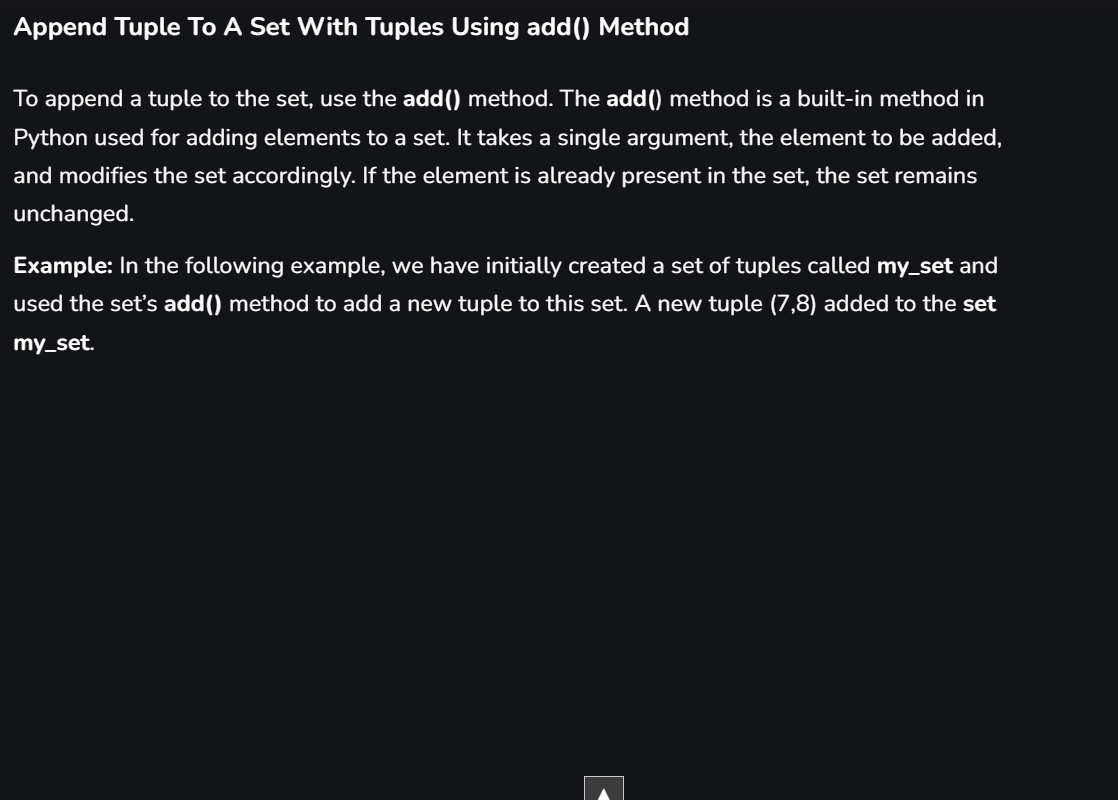 Append Tuple To A Set With Tuples Using add() Method
To append a tuple to the set, use the add() method. The add() method is a built-in method in
Python used for adding elements to a set. It takes a single argument, the element to be added,
and modifies the set accordingly. If the element is already present in the set, the set remains
unchanged.
Example: In the following example, we have initially created a set of tuples called my_set and
used the set’s add() method to add a new tuple to this set. A new tuple (7,8) added to the set
my_set.